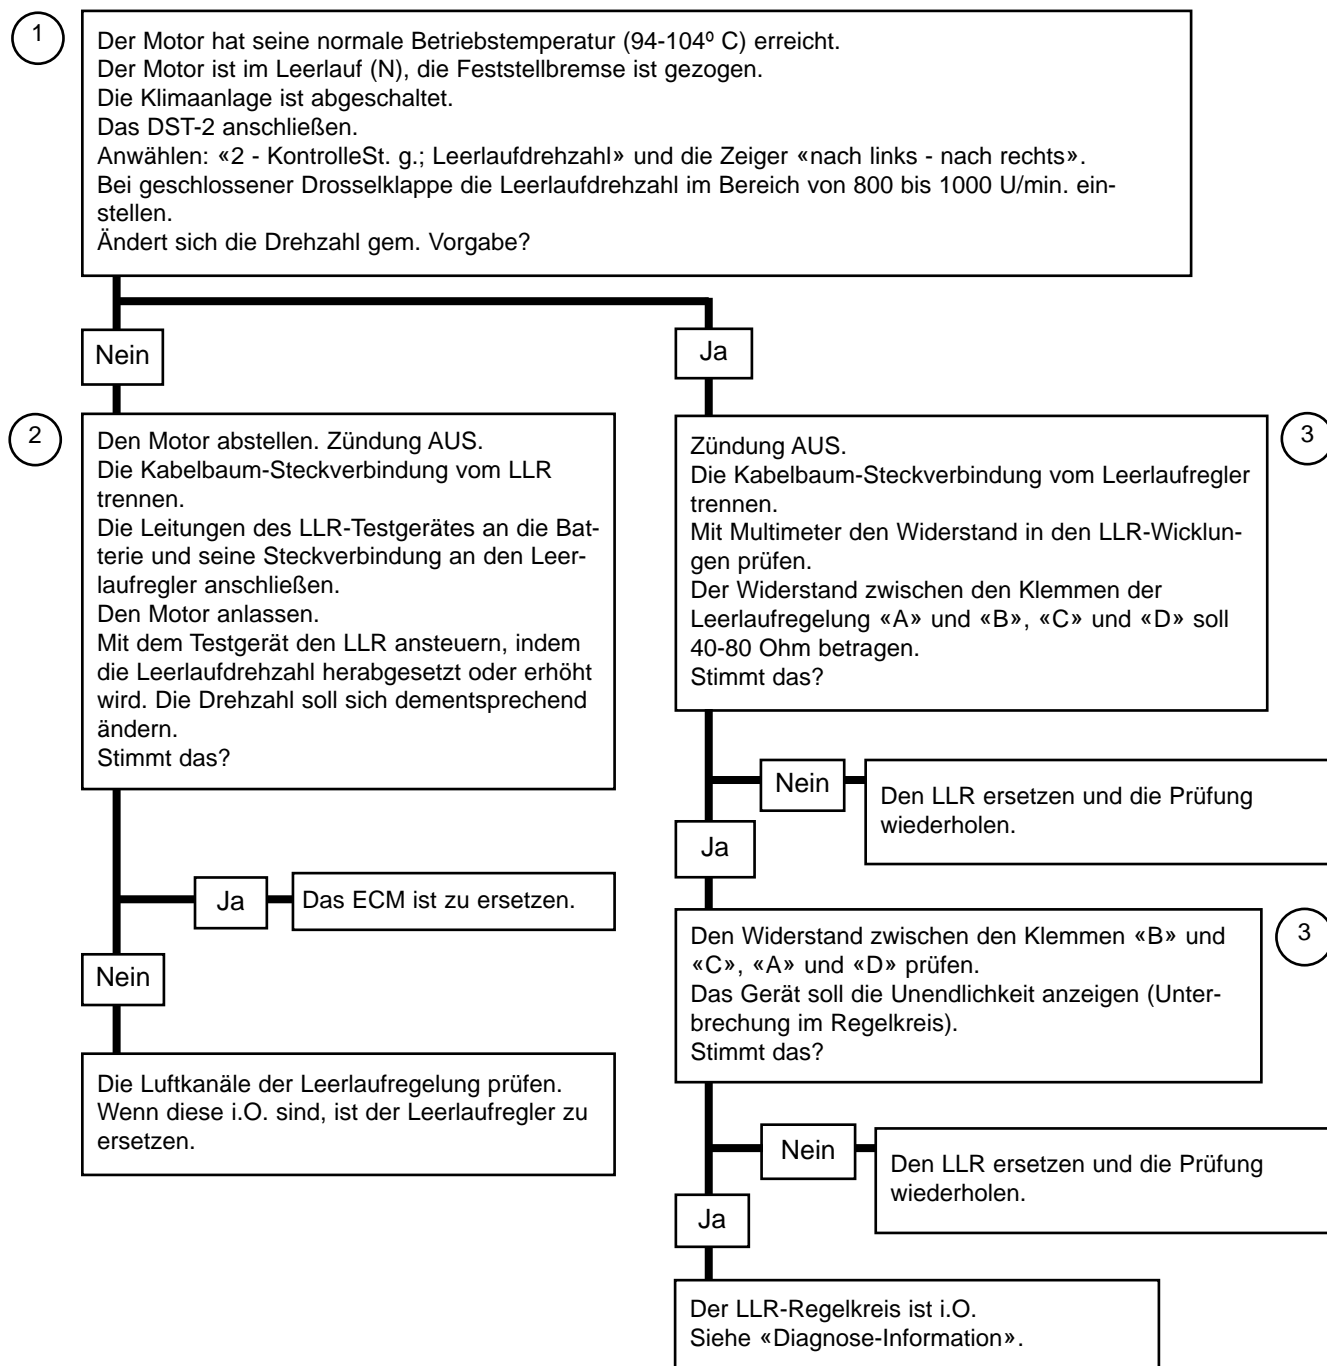 1
Der Motor hat seine normale Betriebstemperatur (94-104º C) erreicht.
Der Motor ist im Leerlauf (N), die Feststellbremse ist gezogen.
Die Klimaanlage ist abgeschaltet.
Das DST-2 anschließen.
Anwählen: «2 - KontrolleSt. g.; Leerlaufdrehzahl» und die Zeiger «nach links - nach rechts».
Bei geschlossener Drosselklappe die Leerlaufdrehzahl im Bereich von 800 bis 1000 U/min. ein-
stellen.
Ändert sich die Drehzahl gem. Vorgabe?
Nein
Ja
2
Den Motor abstellen. Zündung AUS.
Die Kabelbaum-Steckverbindung vom LLR
trennen.
Die Leitungen des LLR-Testgerätes an die Bat-
terie und seine Steckverbindung an den Leer-
laufregler anschließen.
Den Motor anlassen.
Mit dem Testgerät den LLR ansteuern, indem
die Leerlaufdrehzahl herabgesetzt oder erhöht
wird. Die Drehzahl soll sich dementsprechend
ändern.
Stimmt das?
Ja
Das ECM ist zu ersetzen.
Nein
Die Luftkanäle der Leerlaufregelung prüfen.
Wenn diese i.O. sind, ist der Leerlaufregler zu
ersetzen.
3
Zündung AUS.
Die Kabelbaum-Steckverbindung vom Leerlaufregler
trennen.
Mit Multimeter den Widerstand in den LLR-Wicklun-
gen prüfen.
Der Widerstand zwischen den Klemmen der
Leerlaufregelung «A» und «B», «C» und «D» soll
40-80 Ohm betragen.
Stimmt das?
Nein
Den LLR ersetzen und die Prüfung
wiederholen.
Ja
3
Den Widerstand zwischen den Klemmen «B» und
«C», «A» und «D» prüfen.
Das Gerät soll die Unendlichkeit anzeigen (Unter-
brechung im Regelkreis).
Stimmt das?
Nein
Den LLR ersetzen und die Prüfung
wiederholen.
Ja
Der LLR-Regelkreis ist i.O.
Siehe «Diagnose-Information».